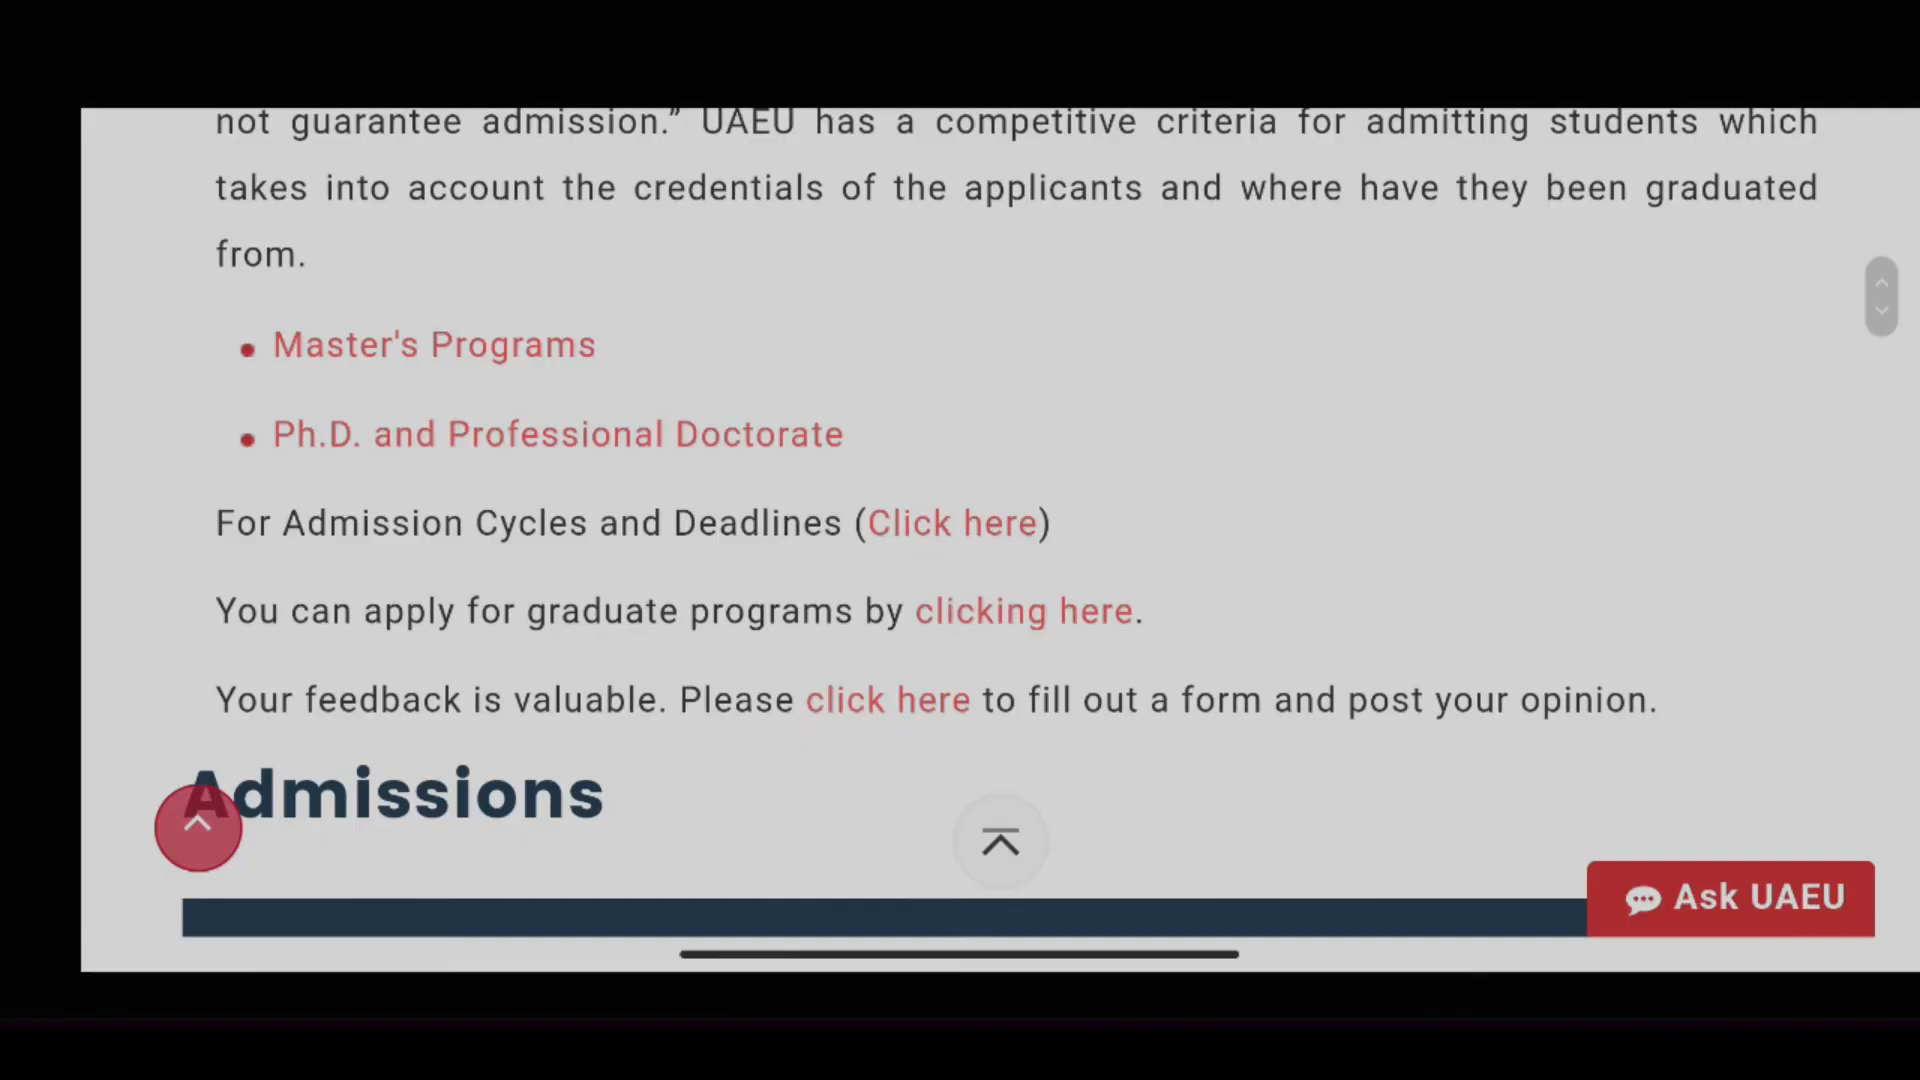 not guarantee admission.” UAEU has a competitive criteria for admitting students which
takes into account the credentials of the applicants and where have they been graduated
from.
Master's Programs
Ph.D. and Professional Doctorate
For Admission Cycles and Deadlines (Click here)
You can apply for graduate programs by clicking here.
Your feedback is valuable. Please click here to fill out a form and post your opinion.
Admissions
Ask UAEU